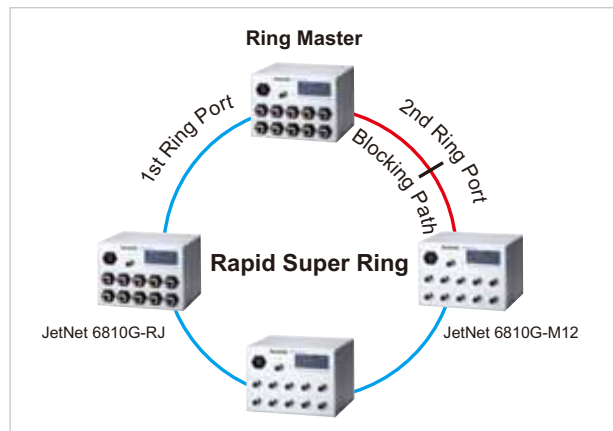 Ring Master
1st Ring Port
2nd Ring Port
Blocking Path
Rapid Super Ring
JetNet 6810G-RJ
JetNet 6810G-M12